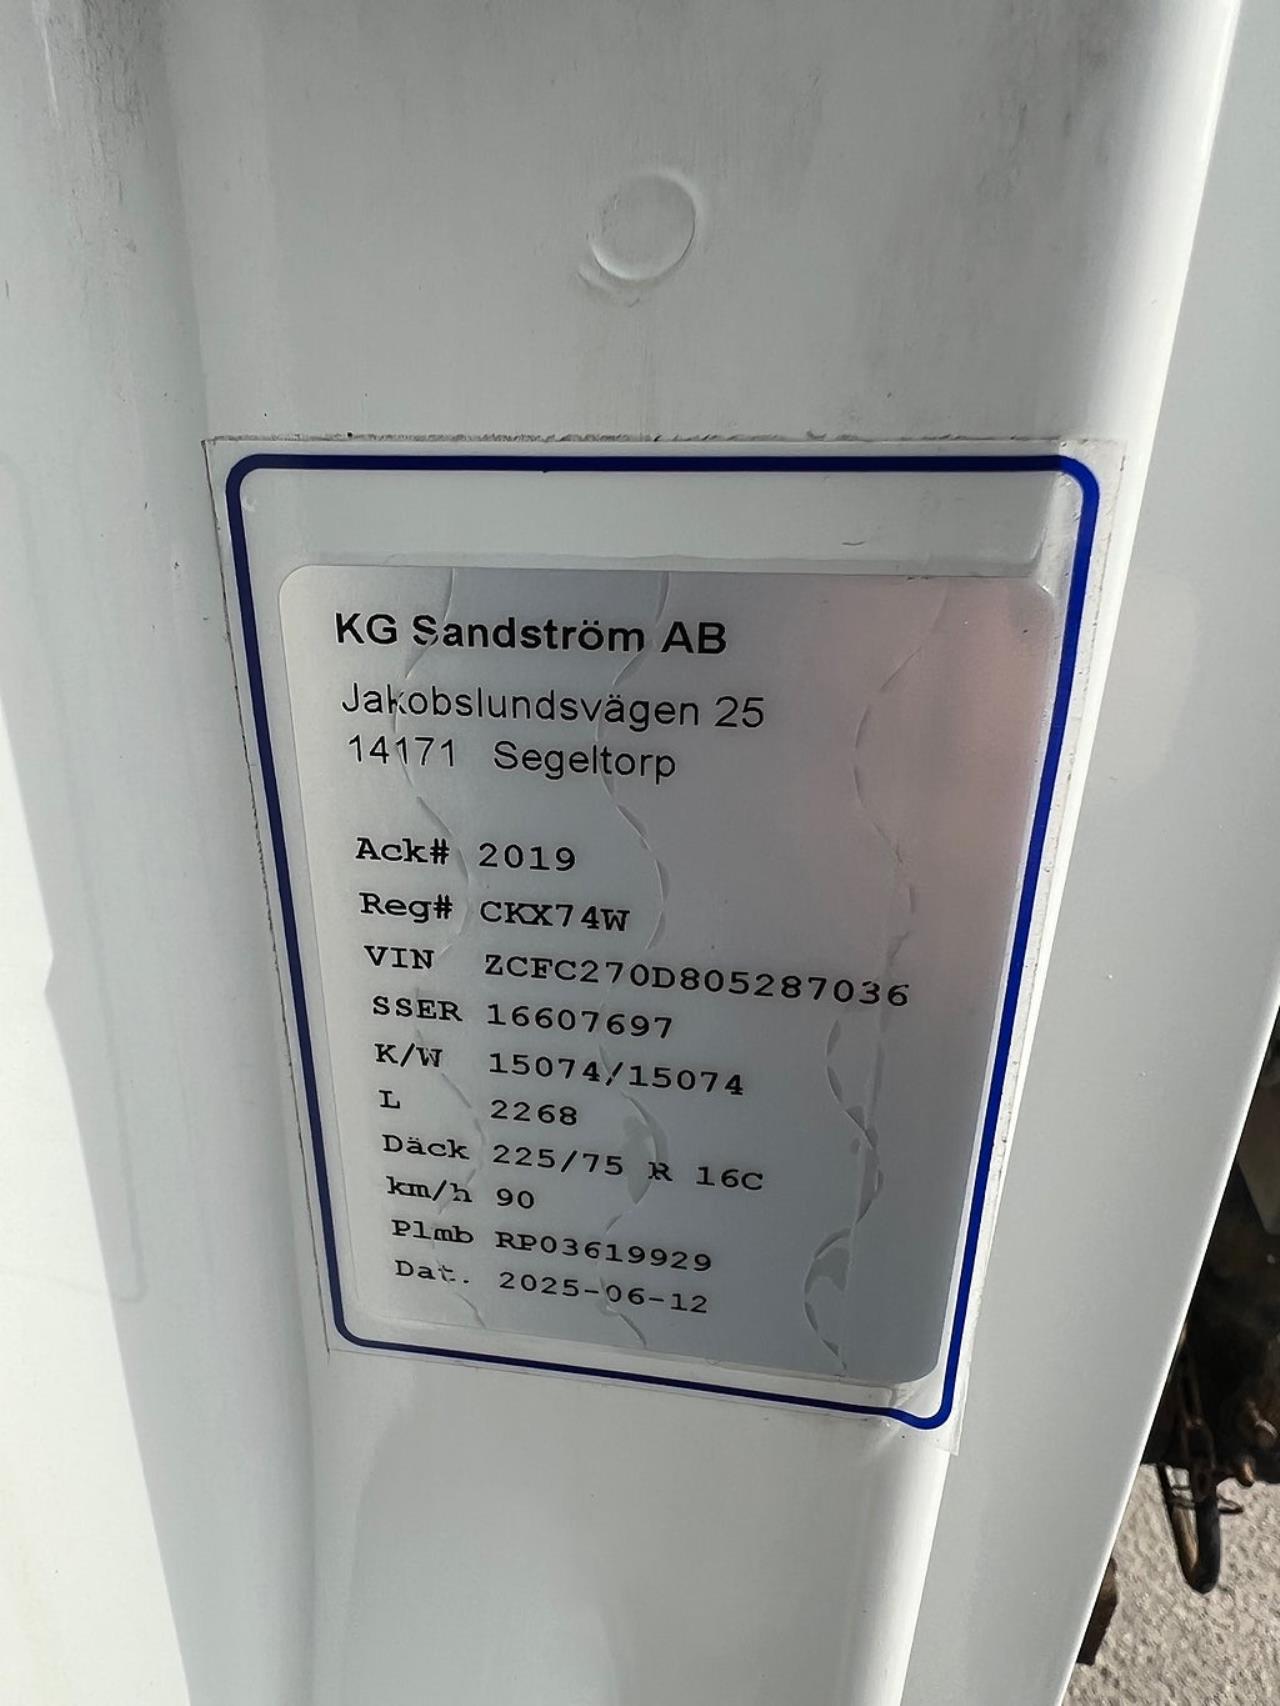 KG Sandström AB
Jakobslundsvägen 25
14171 Segeltorp
Ack# 2019
Reg# CKX74W
VIN ZCFC270D805287036
SSER 16607697
K/W 15074/15074
L 2268
Däck 225/75 R 16C
km/h 90
Plmb RP03619929
Dat. 2025-06-12